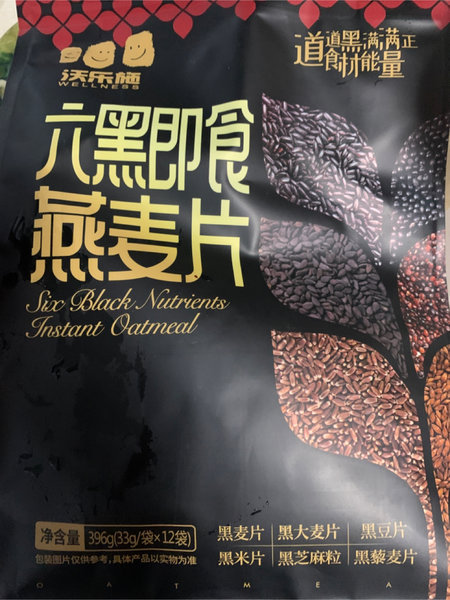 沃乐施
WELLNESS
道道黑满满正
食材能量
六黑即食
燕麦片
Six Black Nutrients
Instant Oatmeal
净含量 396g(33g/袋×12袋)
包装图片仅供参考,具体产品以实物为准
黑麦片 黑大麦片 黑豆片
黑米片 黑芝麻粒 黑藜麦片
OATMEA